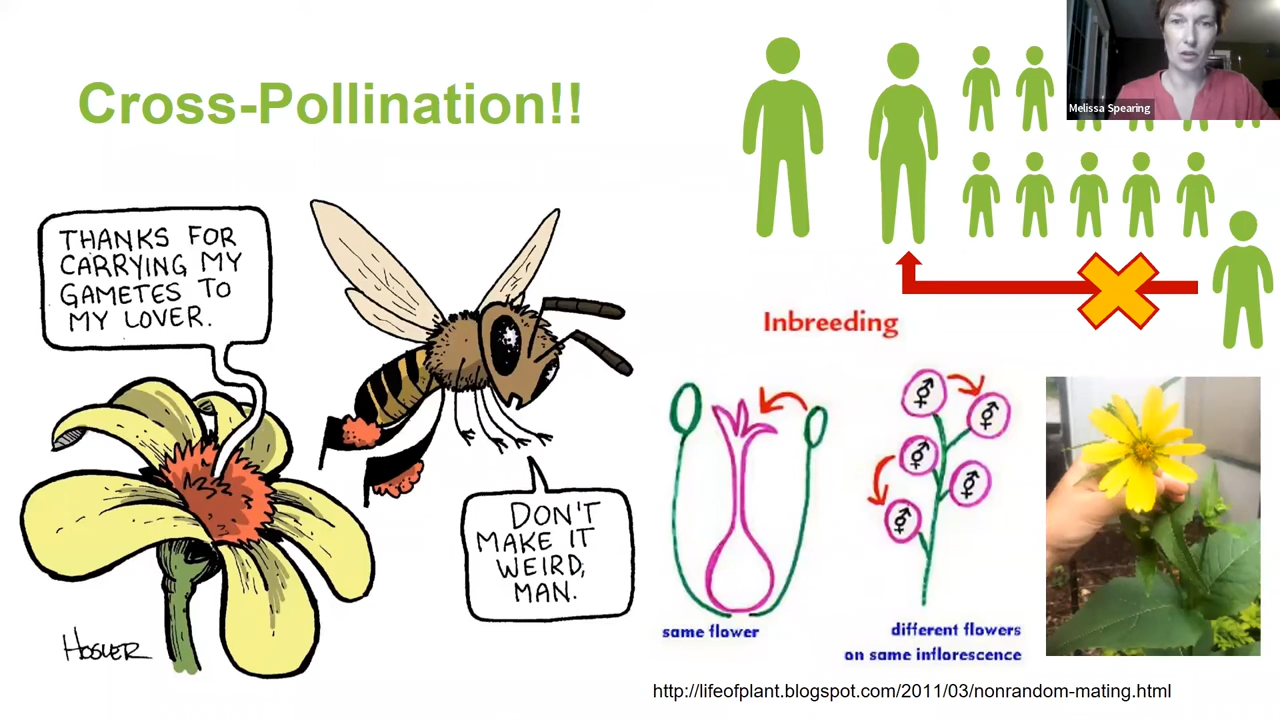 Cross-Pollination!!
Melissa Spearing
THANKS FOR
CARRYING MY
GAMETES TO
MY LOVER.
DON'T
MAKE IT
WEIRD,
MAN.
HOSLER
Inbreeding
same flower
different flowers
on same inflorescence
http://lifeofplant.blogspot.com/2011/03/nonrandom-mating.html